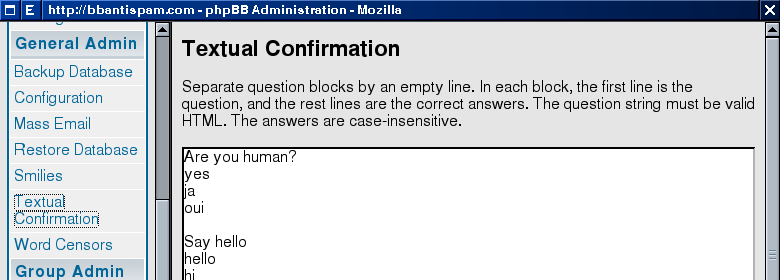 http://bbantispam.com - phpBB Administration - Mozilla
General Admin
Backup Database
Configuration
Mass Email
Restore Database
Smilies
Textual
Confirmation
Word Censors
Group Admin
Textual Confirmation
Separate question blocks by an empty line. In each block, the first line is the
question, and the rest lines are the correct answers. The question string must be valid
HTML. The answers are case-insensitive.
Are you human?
yes
ja
oui
Say hello
hello
hi